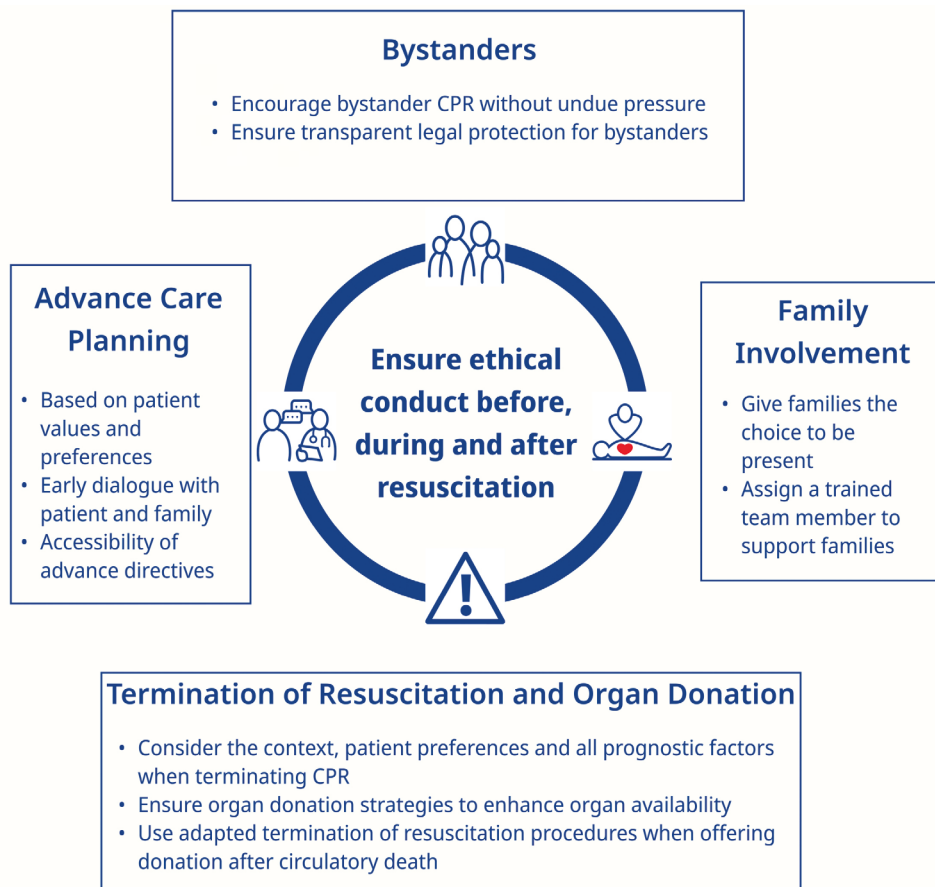 Bystanders
• Encourage bystander CPR without undue pressure
• Ensure transparent legal protection for bystanders
Advance Care
Planning
• Based on patient
values and
preferences
• Early dialogue with
patient and family
• Accessibility of
advance directives
Ensure ethical
conduct before,
during and after
resuscitation
Family
Involvement
• Give families the
choice to be
present
• Assign a trained
team member to
support families
Termination of Resuscitation and Organ Donation
• Consider the context, patient preferences and all prognostic factors
when terminating CPR
• Ensure organ donation strategies to enhance organ availability
• Use adapted termination of resuscitation procedures when offering
donation after circulatory death